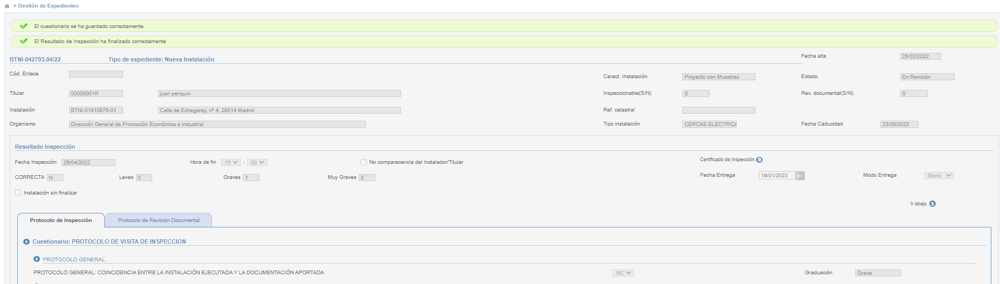 > Gestión de Expedientes
El cuestionario se ha guardado correctamente
El Resultado de Inspección ha finalizado correctamente
BTNI-042793.04/22 Tipo de expediente: Nueva Instalación Fecha alta 25/03/2022
Cód. Enlace Caract. Instalación Proyecto con Muestreo Estado En Revisión
Titular 00000001R juan periquin Inspeccionable(S/N) S Rev. documental(S/N) S
Instalación BTNI-01810975-01 Calle de Echegaray, nº 4, 28014 Madrid Ref. catastral
Organismo Dirección General de Promoción Económica e Industrial Tipo instalación CERCAS ELÉCTRICA Fecha Caducidad 23/06/2023
Resultado Inspección
Fecha Inspección 26/04/2022 Hora de fin 15 : 00 No comparecencia del Instalador/Titular Certificado de Inspección
CORRECTA N Leves 0 Graves 1 Muy Graves 0 Fecha Entrega 19/01/2023 Modo Entrega Mano
Instalación sin finalizar
Ir abajo
Protocolo de Inspección Protocolo de Revisión Documental
Cuestionario: PROTOCOLO DE VISITA DE INSPECCION
PROTOCOLO GENERAL
PROTOCOLO GENERAL: COINCIDENCIA ENTRE LA INSTALACIÓN EJECUTADA Y LA DOCUMENTACIÓN APORTADA NC Graduación Grave